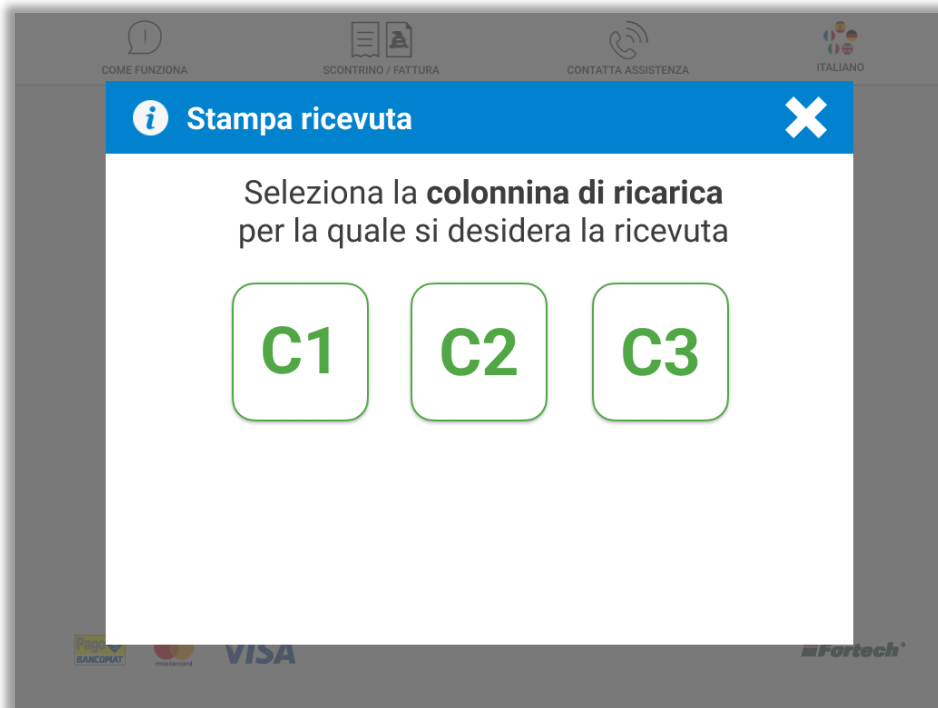 COME FUNZIONA
SCONTRINO / FATTURA
CONTATTA ASSISTENZA
ITALIANO
i Stampa ricevuta
Seleziona la colonnina di ricarica
per la quale si desidera la ricevuta
C1 C2 C3
Pago
BANCOMAT
mastercard
VISA
Fortech